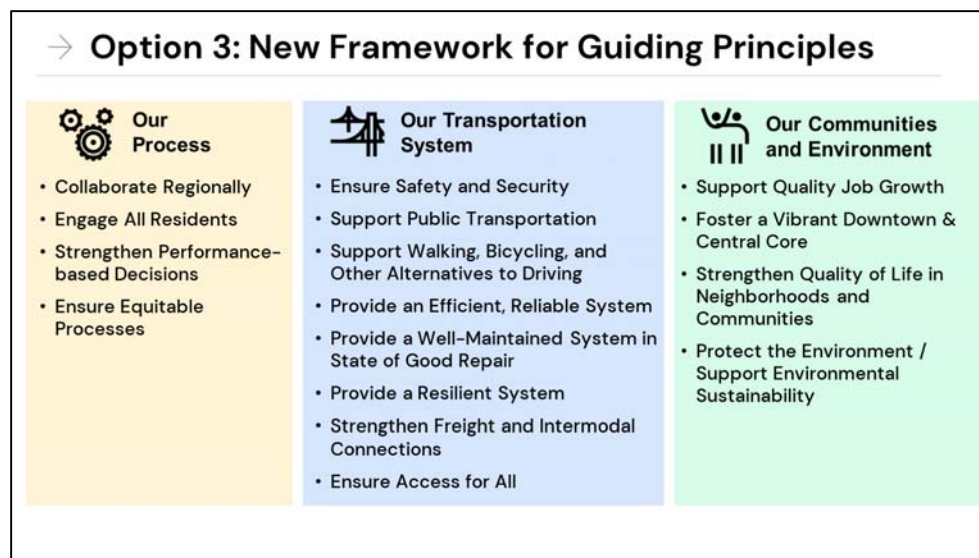 → Option 3: New Framework for Guiding Principles
Our
Process
• Collaborate Regionally
• Engage All Residents
• Strengthen Performance-
based Decisions
• Ensure Equitable
Processes
Our Transportation
System
• Ensure Safety and Security
• Support Public Transportation
• Support Walking, Bicycling, and
Other Alternatives to Driving
• Provide an Efficient, Reliable System
• Provide a Well-Maintained System in
State of Good Repair
• Provide a Resilient System
• Strengthen Freight and Intermodal
Connections
• Ensure Access for All
Our Communities
and Environment
• Support Quality Job Growth
• Foster a Vibrant Downtown &
Central Core
• Strengthen Quality of Life in
Neighborhoods and
Communities
• Protect the Environment /
Support Environmental
Sustainability